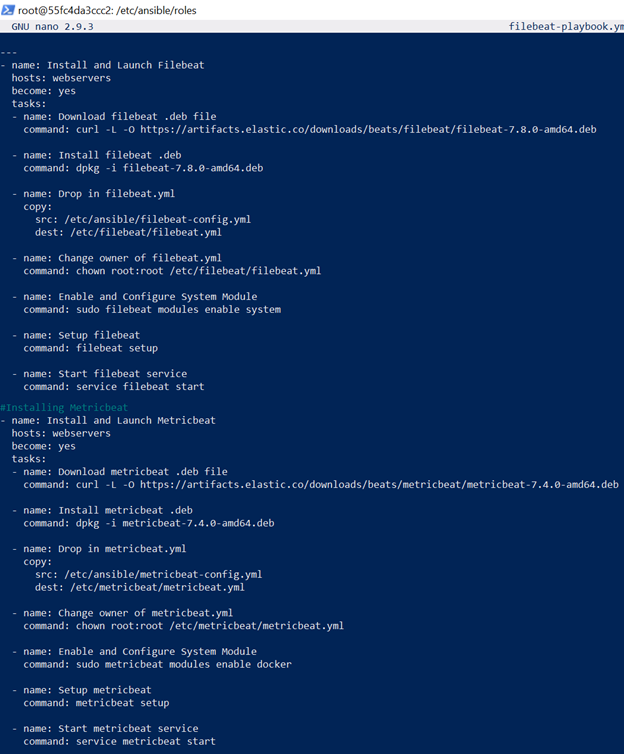 root@55fc4da3ccc2: /etc/ansible/roles
GNU nano 2.9.3 filebeat-playbook.ym
---
- name: Install and Launch Filebeat
  hosts: webservers
  become: yes
  tasks:
  - name: Download filebeat .deb file
    command: curl -L -O https://artifacts.elastic.co/downloads/beats/filebeat/filebeat-7.8.0-amd64.deb
  - name: Install filebeat .deb
    command: dpkg -i filebeat-7.8.0-amd64.deb
  - name: Drop in filebeat.yml
    copy:
      src: /etc/ansible/filebeat-config.yml
      dest: /etc/filebeat/filebeat.yml
  - name: Change owner of filebeat.yml
    command: chown root:root /etc/filebeat/filebeat.yml
  - name: Enable and Configure System Module
    command: sudo filebeat modules enable system
  - name: Setup filebeat
    command: filebeat setup
  - name: Start filebeat service
    command: service filebeat start
#Installing Metricbeat
- name: Install and Launch Metricbeat
  hosts: webservers
  become: yes
  tasks:
  - name: Download metricbeat .deb file
    command: curl -L -O https://artifacts.elastic.co/downloads/beats/metricbeat/metricbeat-7.4.0-amd64.deb
  - name: Install metricbeat .deb
    command: dpkg -i metricbeat-7.4.0-amd64.deb
  - name: Drop in metricbeat.yml
    copy:
      src: /etc/ansible/metricbeat-config.yml
      dest: /etc/metricbeat/metricbeat.yml
  - name: Change owner of metricbeat.yml
    command: chown root:root /etc/metricbeat/metricbeat.yml
  - name: Enable and Configure System Module
    command: sudo metricbeat modules enable docker
  - name: Setup metricbeat
    command: metricbeat setup
  - name: Start metricbeat service
    command: service metricbeat start